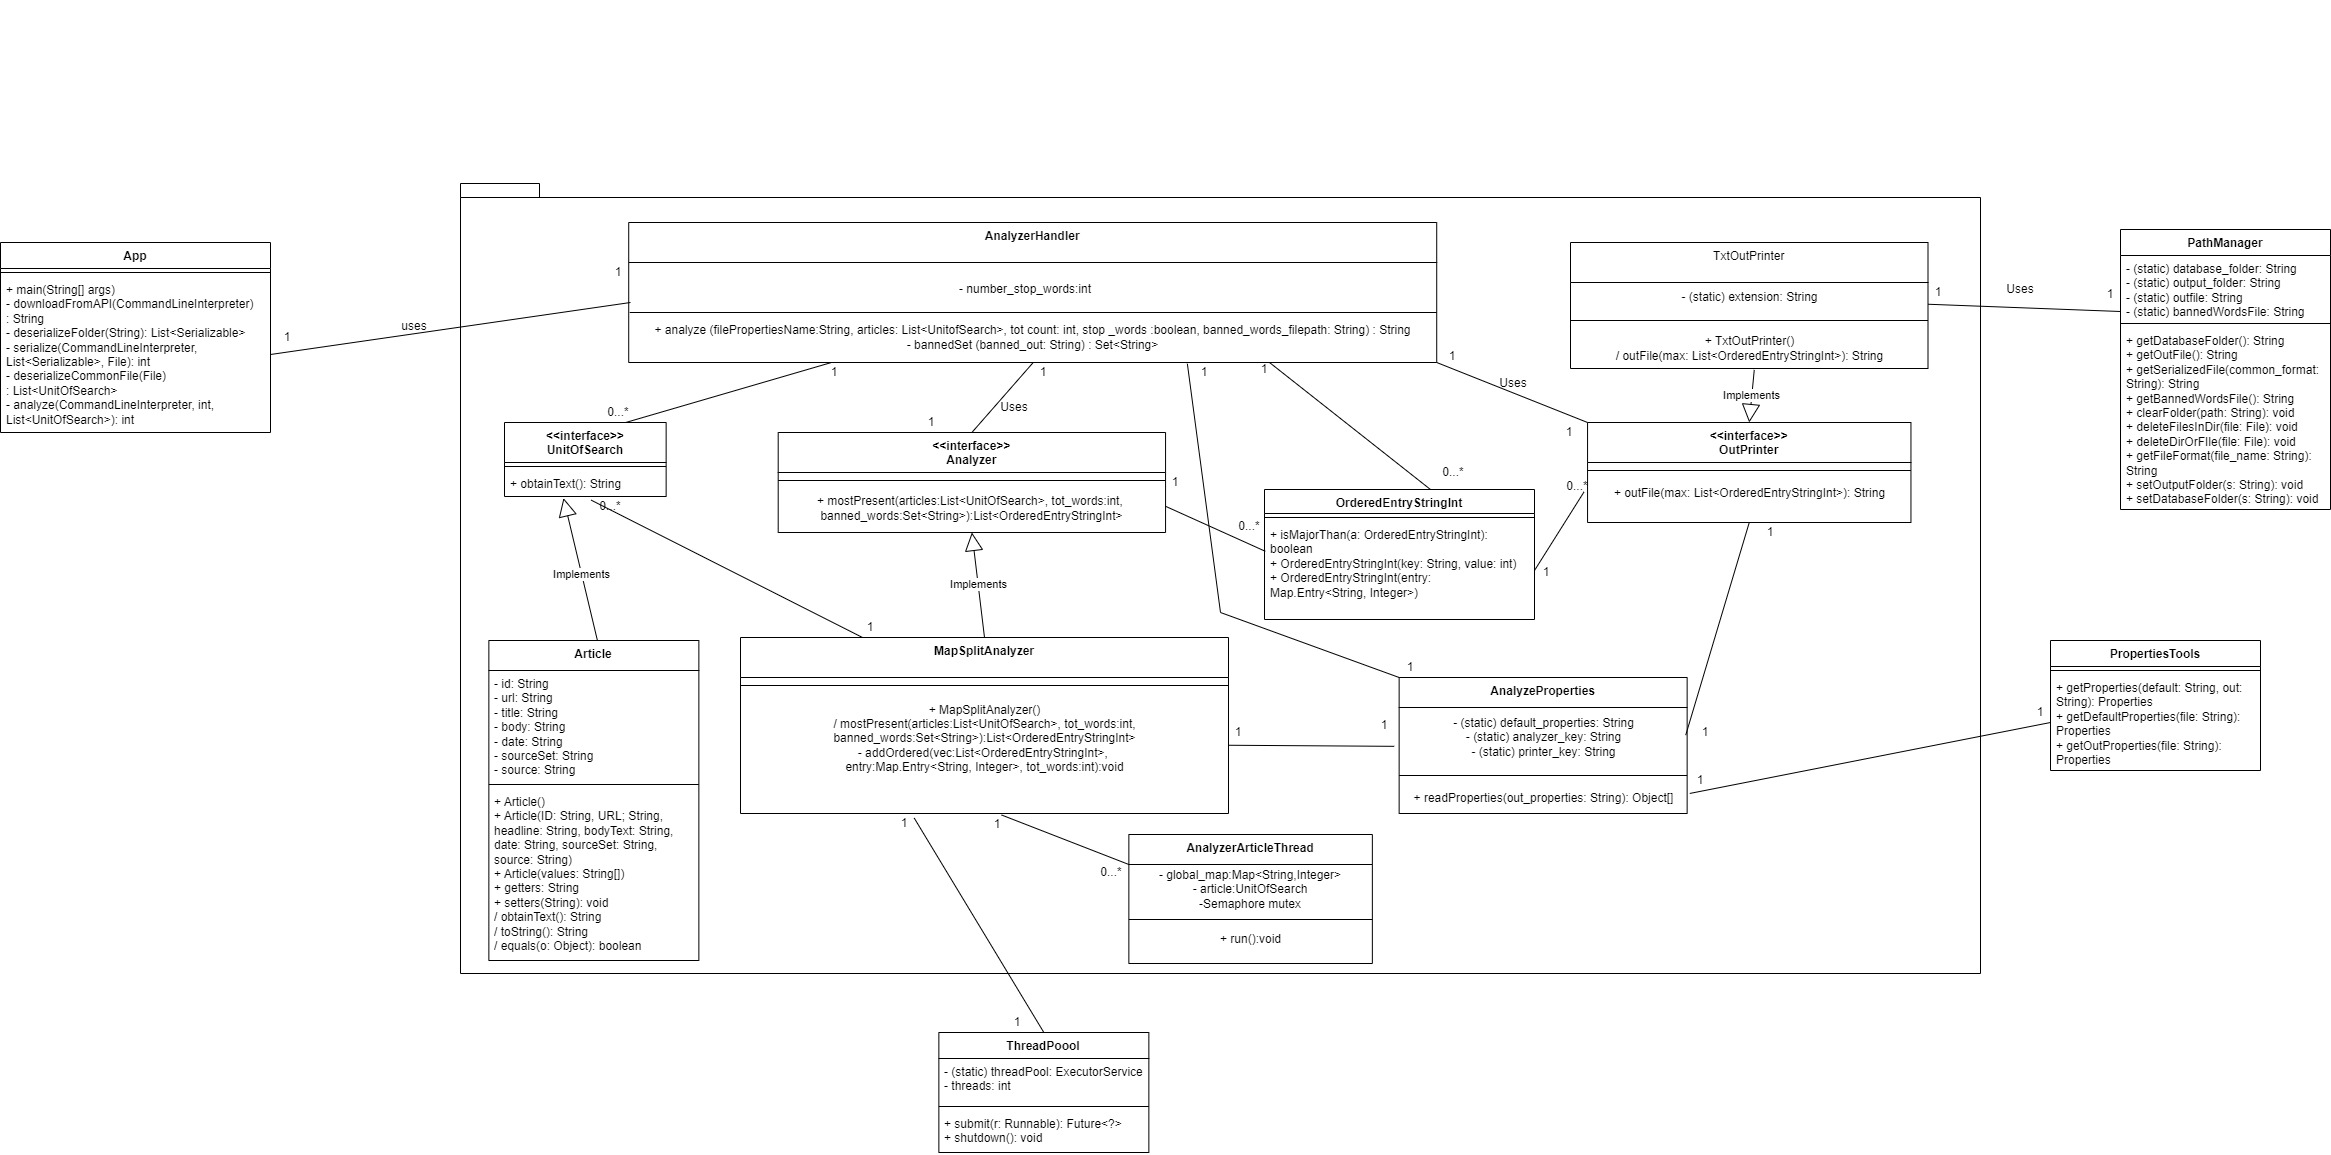 App
+ main(String[] args)
- downloadFromAPI(CommandLineInterpreter)
: String
- deserializeFolder(String): List<Serializable>
- serialize(CommandLineInterpreter,
List<Serializable>, File): int
- deserializeCommonFile(File)
: List<UnitOfSearch>
- analyze(CommandLineInterpreter, int,
List<UnitOfSearch>): int
1
uses
1
AnalyzerHandler
- number_stop_words:int
+ analyze (filePropertiesName:String, articles: List<UnitofSearch>, tot count: int, stop _words :boolean, banned_words_filepath: String) : String
- bannedSet (banned_out: String) : Set<String>
TxtOutPrinter
- (static) extension: String
+ TxtOutPrinter()
/ outFile(max: List<OrderedEntryStringInt>): String
1
Uses
1
PathManager
- (static) database_folder: String
- (static) output_folder: String
- (static) outfile: String
- (static) bannedWordsFile: String
+ getDatabaseFolder(): String
+ getOutFile(): String
+ getSerializedFile(common_format:
String): String
+ getBannedWordsFile(): String
+ clearFolder(path: String): void
+ deleteFilesInDir(file: File): void
+ deleteDirOrFIle(file: File): void
+ getFileFormat(file_name: String):
String
+ setOutputFolder(s: String): void
+ setDatabaseFolder(s: String): void
1
0...*
1
Uses
1
1
1
0...*
1
Uses
1
Implements
<<interface>>
UnitOfSearch
+ obtainText(): String
0...*
<<interface>>
Analyzer
+ mostPresent(articles:List<UnitOfSearch>, tot_words:int,
banned_words:Set<String>):List<OrderedEntryStringInt>
1
0...*
OrderedEntryStringInt
+ isMajorThan(a: OrderedEntryStringInt):
boolean
+ OrderedEntryStringInt(key: String, value: int)
+ OrderedEntryStringInt(entry:
Map.Entry<String, Integer>)
0...*
1
<<interface>>
OutPrinter
+ outFile(max: List<OrderedEntryStringInt>): String
1
Implements
Implements
1
Article
- id: String
- url: String
- title: String
- body: String
- date: String
- sourceSet: String
- source: String
+ Article()
+ Article(ID: String, URL; String,
headline: String, bodyText: String,
date: String, sourceSet: String,
source: String)
+ Article(values: String[])
+ getters: String
+ setters(String): void
/ obtainText(): String
/ toString(): String
/ equals(o: Object): boolean
MapSplitAnalyzer
+ MapSplitAnalyzer()
/ mostPresent(articles:List<UnitOfSearch>, tot_words:int,
banned_words:Set<String>):List<OrderedEntryStringInt>
- addOrdered(vec:List<OrderedEntryStringInt>,
entry:Map.Entry<String, Integer>, tot_words:int):void
1
1
1
AnalyzeProperties
- (static) default_properties: String
- (static) analyzer_key: String
- (static) printer_key: String
+ readProperties(out_properties: String): Object[]
1
1
1
PropertiesTools
+ getProperties(default: String, out:
String): Properties
+ getDefaultProperties(file: String):
Properties
+ getOutProperties(file: String):
Properties
1
1
0...*
AnalyzerArticleThread
- global_map:Map<String,Integer>
- article:UnitOfSearch
-Semaphore mutex
+ run():void
1
ThreadPoool
- (static) threadPool: ExecutorService
- threads: int
+ submit(r: Runnable): Future<?>
+ shutdown(): void